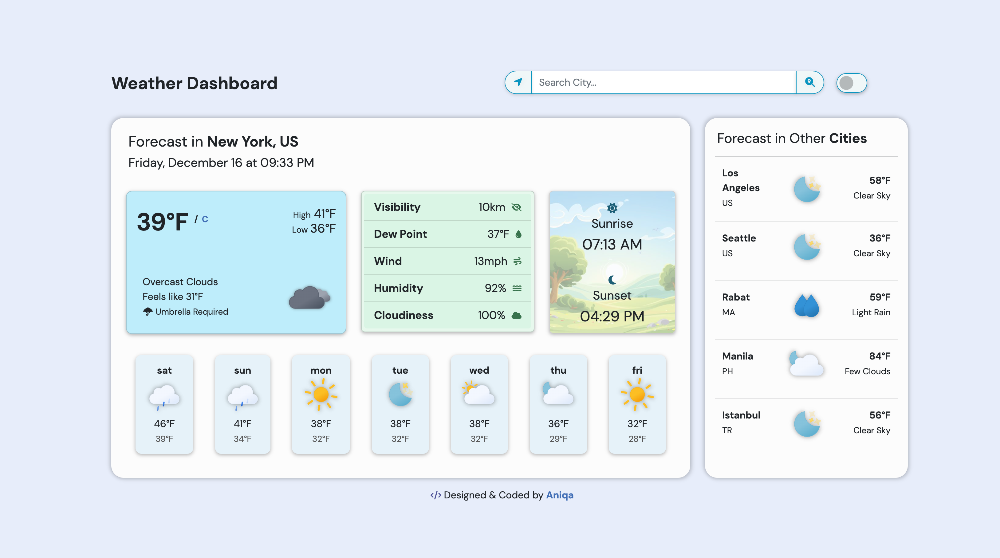 Weather Dashboard
Search City...
Forecast in New York, US
Friday, December 16 at 09:33 PM
39°F / C
High 41°F
Low 36°F
Overcast Clouds
Feels like 31°F
Umbrella Required
Visibility 10km
Dew Point 37°F
Wind 13mph
Humidity 92%
Cloudiness 100%
Sunrise
07:13 AM
Sunset
04:29 PM
sat
46°F
39°F
sun
41°F
34°F
mon
38°F
32°F
tue
38°F
32°F
wed
38°F
32°F
thu
36°F
29°F
fri
32°F
28°F
Forecast in Other Cities
Los
Angeles
US
58°F
Clear Sky
Seattle
US
36°F
Clear Sky
Rabat
MA
59°F
Light Rain
Manila
PH
84°F
Few Clouds
Istanbul
TR
56°F
Clear Sky
</> Designed & Coded by Aniqa